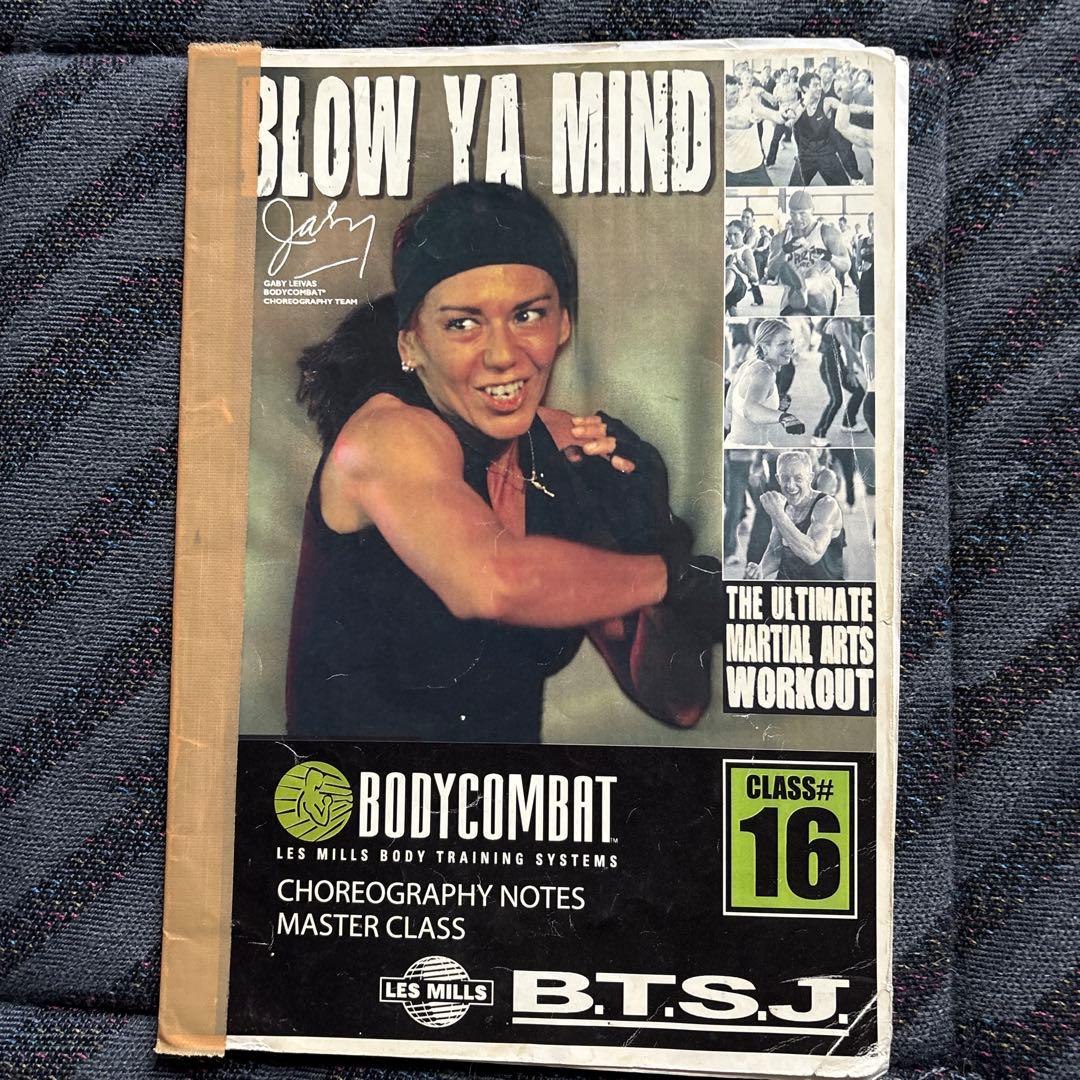 BLOW YA MIND
Gaby
GABY LEIVAS
BODYCOMBAT®
CHOREOGRAPHY TEAM
THE ULTIMATE
MARTIAL ARTS
WORKOUT
BODYCOMBAT™
LES MILLS BODY TRAINING SYSTEMS
CHOREOGRAPHY NOTES
MASTER CLASS
CLASS#
16
LES MILLS
B.T.S.J.